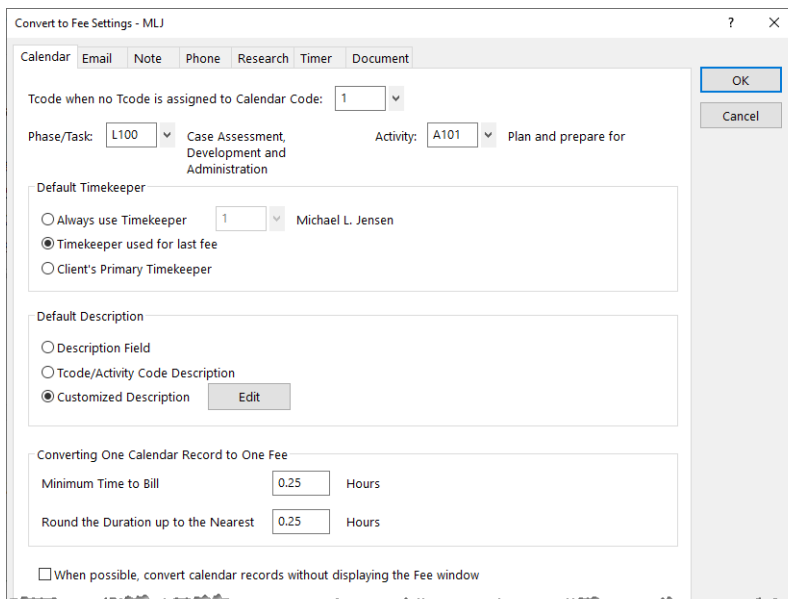 Convert to Fee Settings - MLJ
?
Calendar Email Note Phone Research Timer Document
OK
Cancel
Tcode when no Tcode is assigned to Calendar Code: 1
Phase/Task: L100 Case Assessment, Activity: A101 Plan and prepare for
Development and
Administration
Default Timekeeper
Always use Timekeeper 1 Michael L. Jensen
Timekeeper used for last fee
Client's Primary Timekeeper
Default Description
Description Field
Tcode/Activity Code Description
Customized Description Edit
Converting One Calendar Record to One Fee
Minimum Time to Bill 0.25 Hours
Round the Duration up to the Nearest 0.25 Hours
When possible, convert calendar records without displaying the Fee window